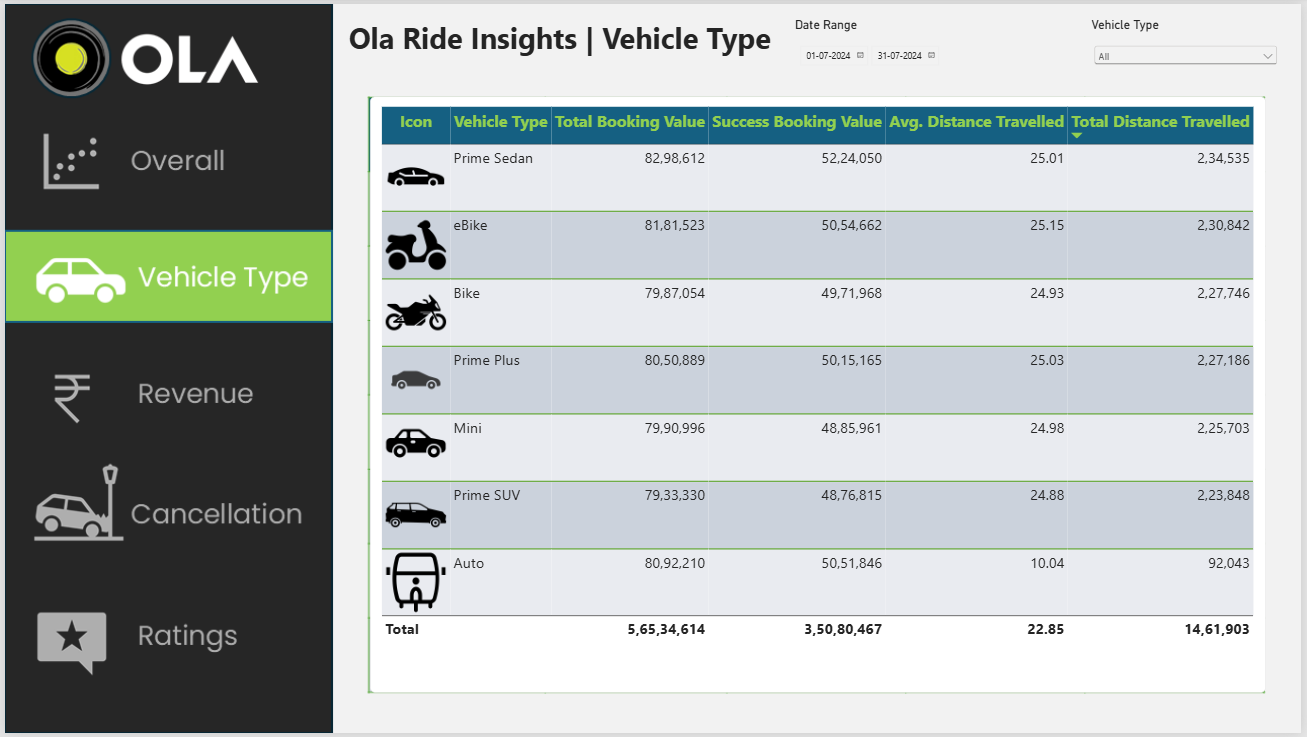 OLA
Overall
Vehicle Type
Revenue
Cancellation
Ratings
Ola Ride Insights | Vehicle Type
Date Range
01-07-2024 31-07-2024
Vehicle Type
All
Icon Vehicle Type Total Booking Value Success Booking Value Avg. Distance Travelled Total Distance Travelled
Prime Sedan 82,98,612 52,24,050 25.01 2,34,535
eBike 81,81,523 50,54,662 25.15 2,30,842
Bike 79,87,054 49,71,968 24.93 2,27,746
Prime Plus 80,50,889 50,15,165 25.03 2,27,186
Mini 79,90,996 48,85,961 24.98 2,25,703
Prime SUV 79,33,330 48,76,815 24.88 2,23,848
Auto 80,92,210 50,51,846 10.04 92,043
Total 5,65,34,614 3,50,80,467 22.85 14,61,903